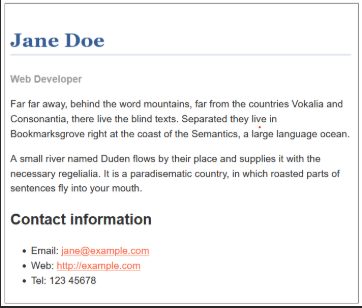 Jane Doe
Web Developer
Far far away, behind the word mountains, far from the countries Vokalia and
Consonantia, there live the blind texts. Separated they live in
Bookmarksgrove right at the coast of the Semantics, a large language ocean.
A small river named Duden flows by their place and supplies it with the
necessary regelialia. It is a paradisematic country, in which roasted parts of
sentences fly into your mouth.
Contact information
• Email: jane@example.com
• Web: http://example.com
• Tel: 123 45678